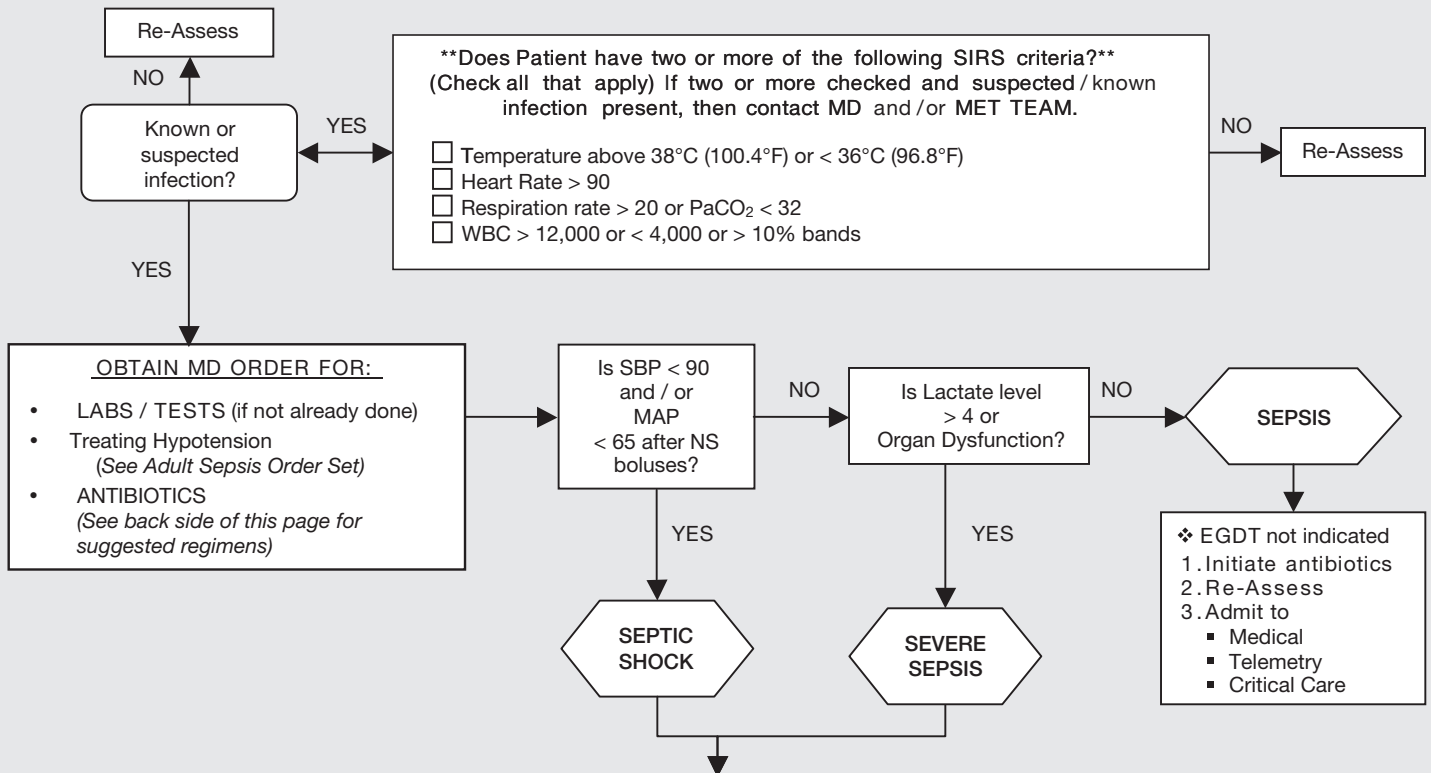 Re-Assess
NO
Known or
suspected
infection?
YES
**Does Patient have two or more of the following SIRS criteria?**
(Check all that apply) If two or more checked and suspected / known
infection present, then contact MD and /or MET TEAM.
Temperature above 38°C (100.4°F) or < 36°C (96.8°F)
Heart Rate > 90
Respiration rate > 20 or PaCO₂ < 32
WBC > 12,000 or < 4,000 or > 10% bands
NO
Re-Assess
YES
OBTAIN MD ORDER FOR:
• LABS / TESTS (if not already done)
• Treating Hypotension
(See Adult Sepsis Order Set)
• ANTIBIOTICS
(See back side of this page for
suggested regimens)
Is SBP < 90
and / or
MAP
< 65 after NS
boluses?
NO
Is Lactate level
> 4 or
Organ Dysfunction?
NO
SEPSIS
YES
SEPTIC
SHOCK
YES
SEVERE
SEPSIS
❖ EGDT not indicated
1. Initiate antibiotics
2. Re-Assess
3. Admit to
▪ Medical
▪ Telemetry
▪ Critical Care